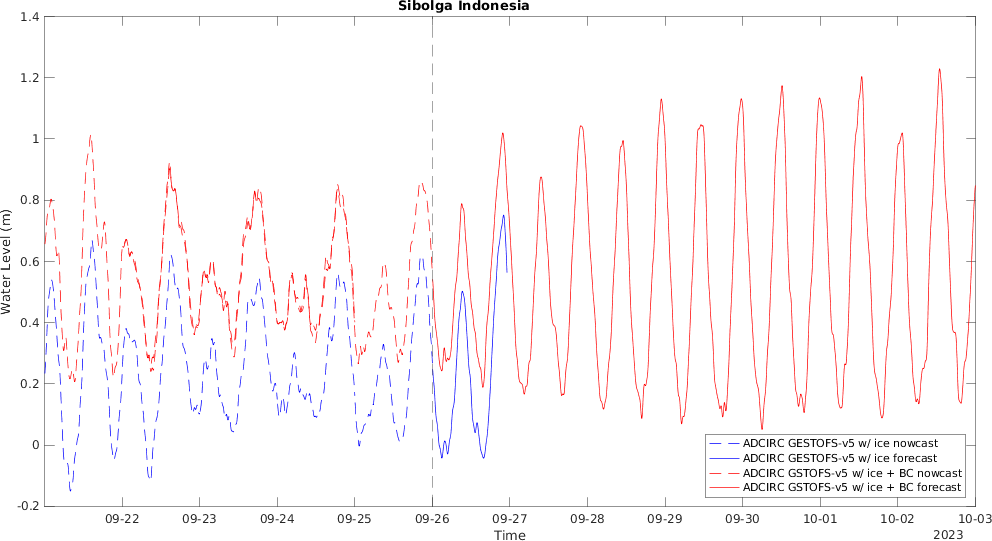 Sibolga Indonesia
1.4
1.2
1
0.8
0.6
0.4
0.2
0
-0.2
Water Level (m)
ADCIRC GESTOFS-v5 w/ ice nowcast
ADCIRC GESTOFS-v5 w/ ice forecast
ADCIRC GSTOFS-v5 w/ ice + BC nowcast
ADCIRC GSTOFS-v5 w/ ice + BC forecast
09-22 09-23 09-24 09-25 09-26 09-27 09-28 09-29 09-30 10-01 10-02 10-03
Time
2023